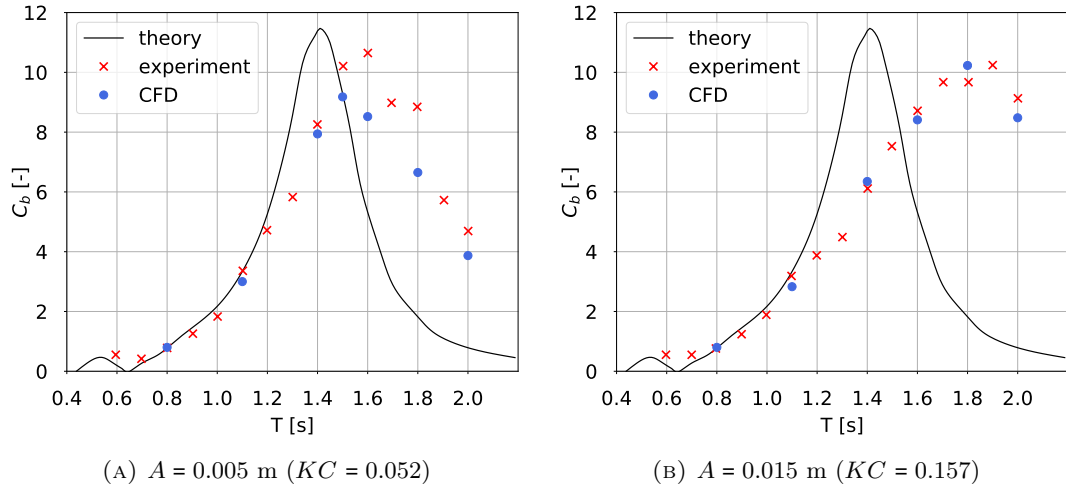 12
10
8
6
4
2
0
C_b [-]
theory
experiment
CFD
0.4 0.6 0.8 1.0 1.2 1.4 1.6 1.8 2.0
T [s]
(A) A = 0.005 m (KC = 0.052)
12
10
8
6
4
2
0
C_b [-]
theory
experiment
CFD
0.4 0.6 0.8 1.0 1.2 1.4 1.6 1.8 2.0
T [s]
(B) A = 0.015 m (KC = 0.157)